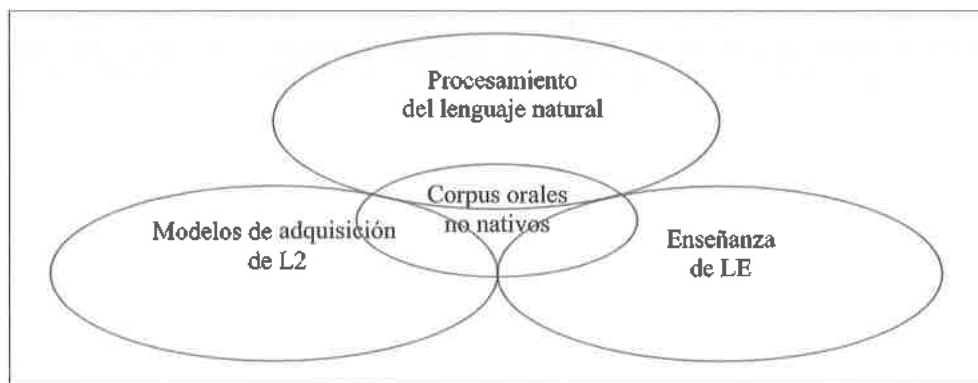 Procesamiento
del lenguaje natural
Corpus orales
no nativos
Modelos de adquisición
de L2
Enseñanza
de LE